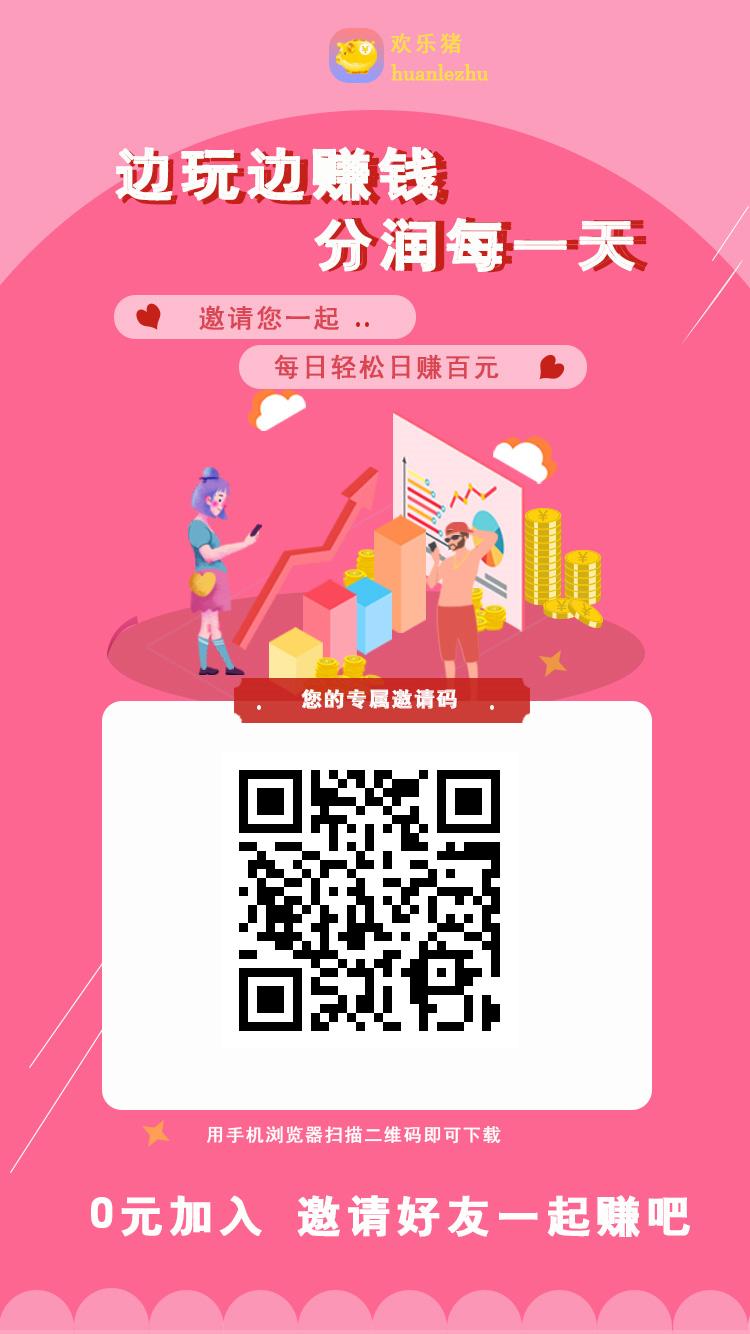 欢乐猪
huanlezhu
边玩边赚钱
分润每一天
邀请您一起 ..
每日轻松日赚百元
您的专属邀请码
用手机浏览器扫描二维码即可下载
0元加入 邀请好友一起赚吧